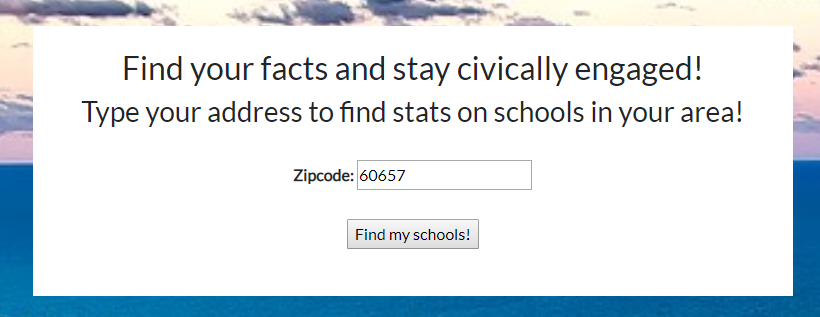 Find your facts and stay civically engaged!
Type your address to find stats on schools in your area!
Zipcode: 60657
Find my schools!